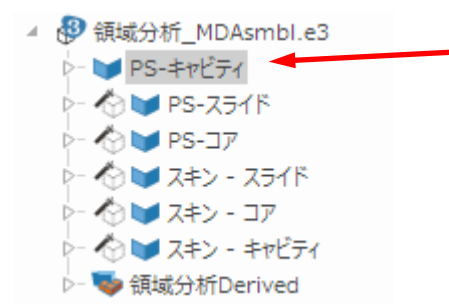 領域分析_MDAsmbl.e3
PS-キャビティ
PS-スライド
PS-コア
スキン - スライド
スキン - コア
スキン - キャビティ
領域分析Derived